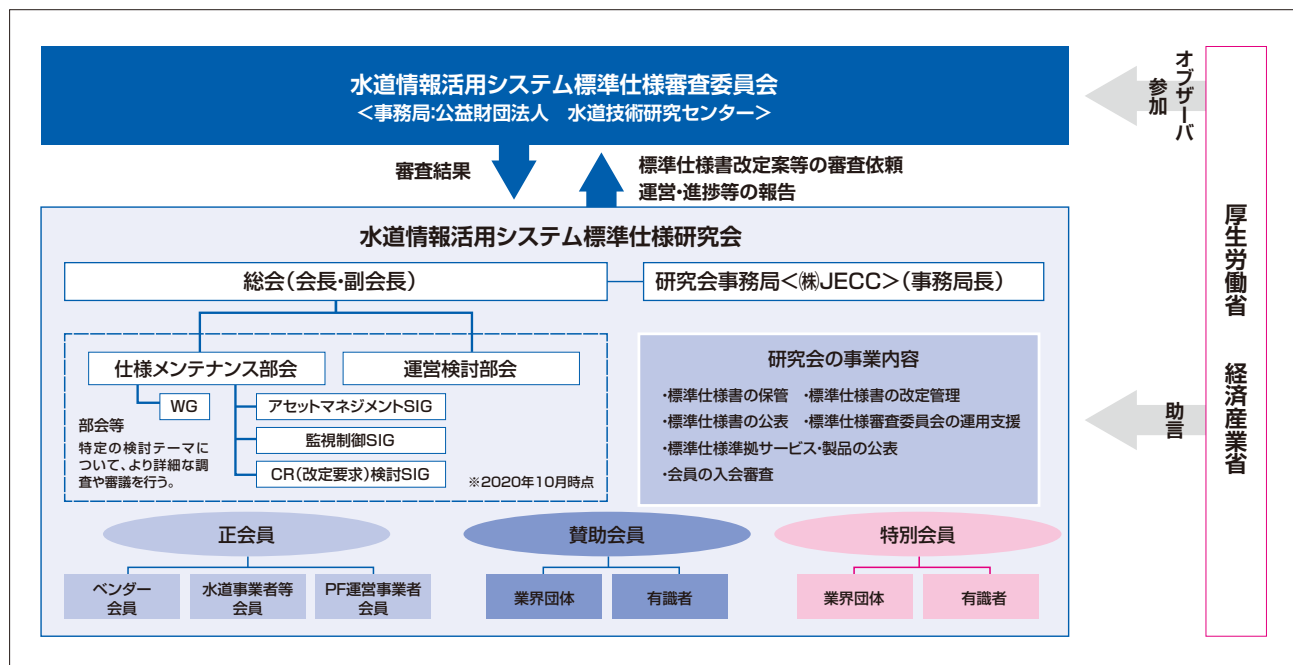 水道情報活用システム標準仕様審査委員会
＜事務局:公益財団法人　水道技術研究センター＞
オブザーバ
参加
審査結果
標準仕様書改定案等の審査依頼
運営・進捗等の報告
水道情報活用システム標準仕様研究会
総会（会長・副会長）
研究会事務局＜㈱JECC＞（事務局長）
仕様メンテナンス部会
運営検討部会
WG
アセットマネジメントSIG
監視制御SIG
CR（改定要求）検討SIG
部会等
特定の検討テーマに
ついて、より詳細な調
査や審議を行う。
※2020年10月時点
研究会の事業内容
・標準仕様書の保管　・標準仕様書の改定管理
・標準仕様書の公表　・標準仕様審査委員会の運用支援
・標準仕様準拠サービス・製品の公表
・会員の入会審査
助言
厚生労働省　経済産業省
正会員
ベンダー
会員
水道事業者等
会員
PF運営事業者
会員
賛助会員
業界団体
有識者
特別会員
業界団体
有識者